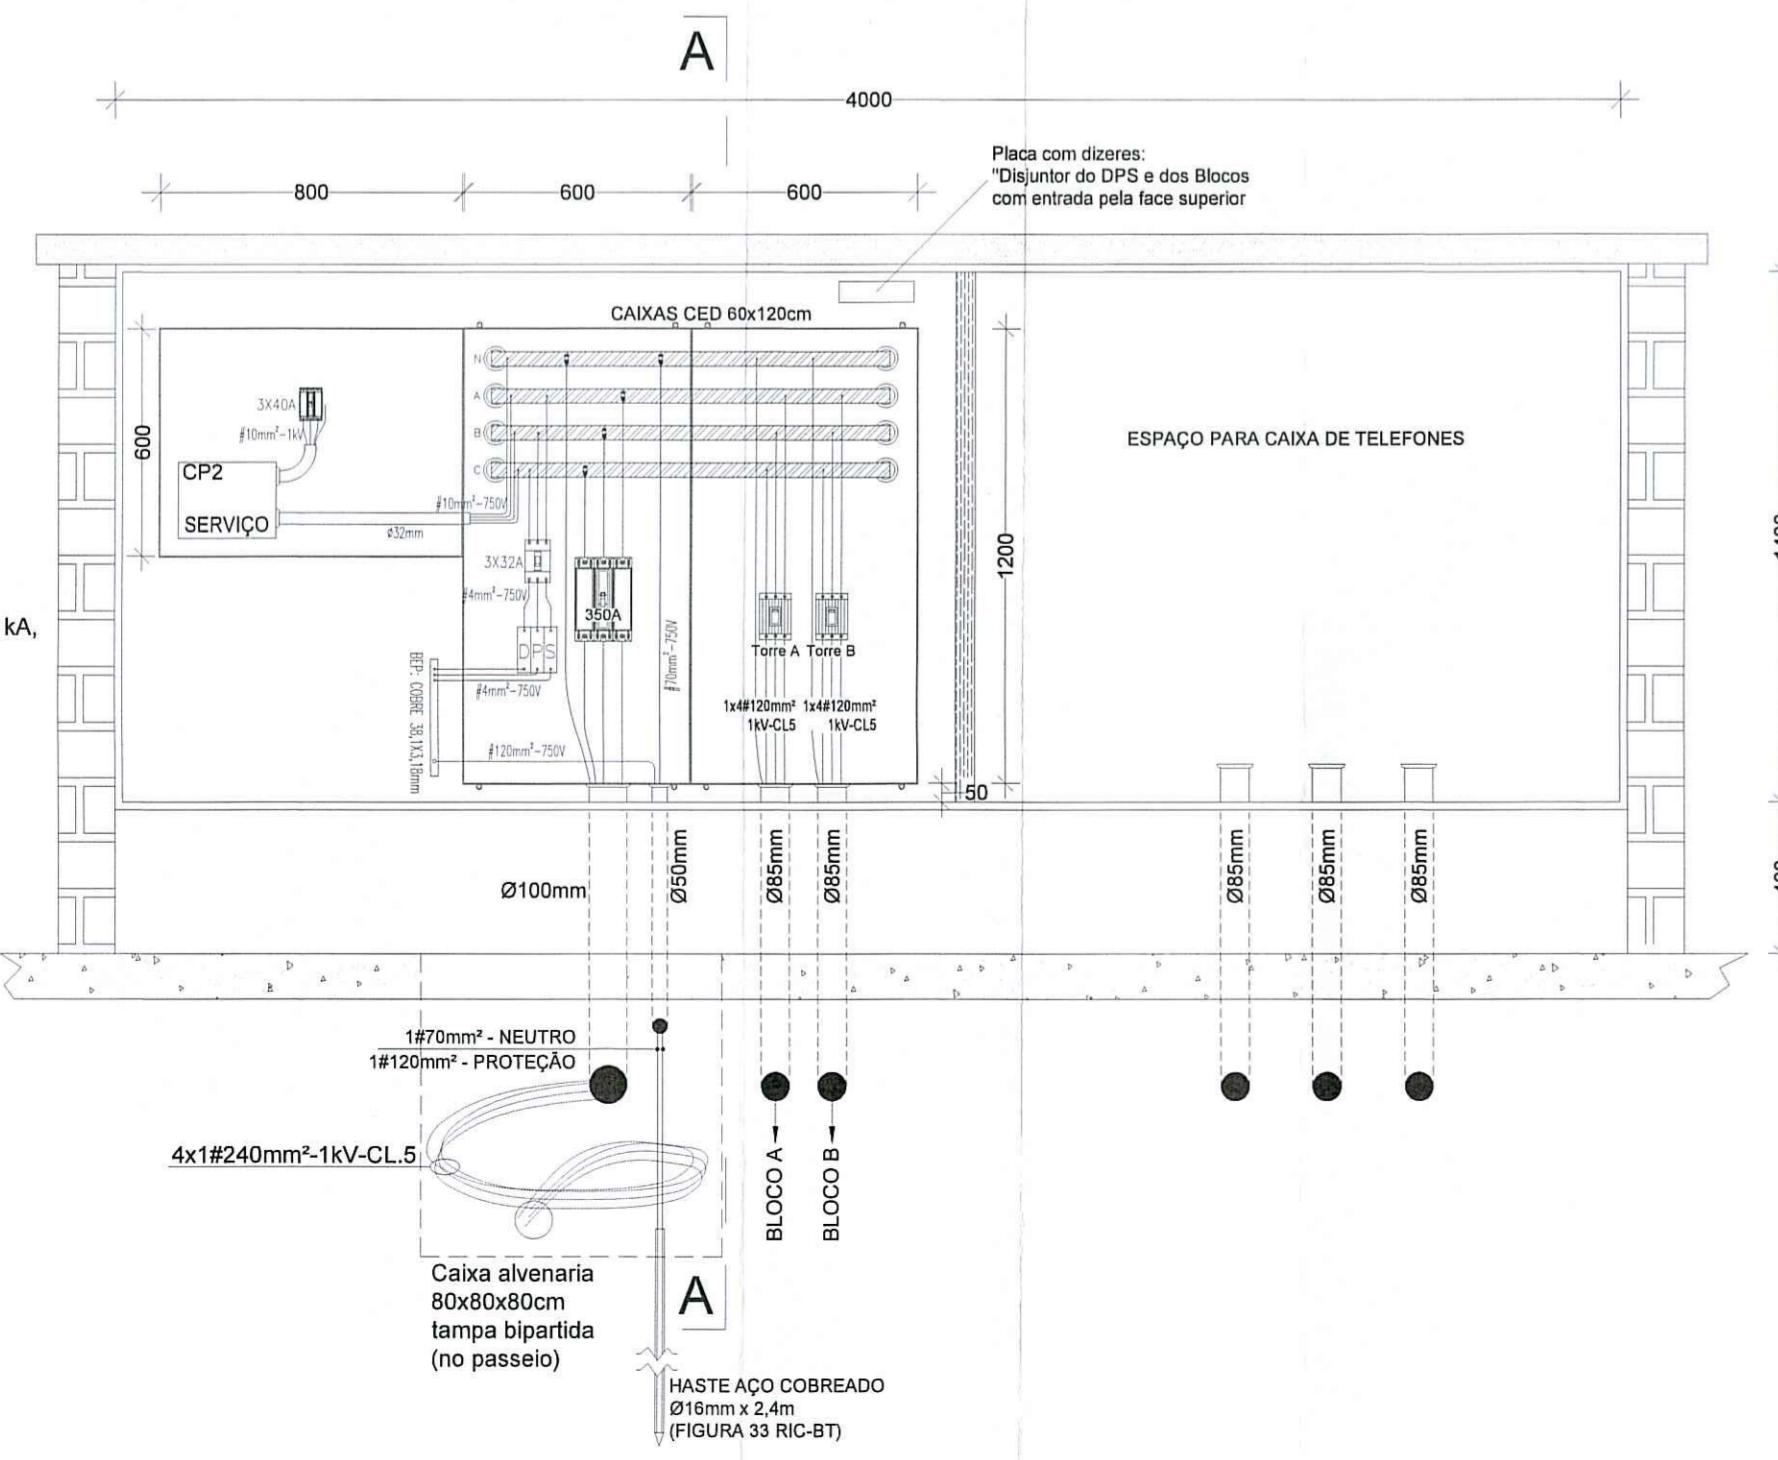 A
4000
Placa com dizeres:
"Disjuntor do DPS e dos Blocos
com entrada pela face superior
800
600
600
CAIXAS CED 60x120cm
N
A
B
C
3X40A
#10mm²-1kV
600
CP2
SERVIÇO
#10mm²-750V
ø32mm
ESPAÇO PARA CAIXA DE TELEFONES
1200
3X32A
#4mm²-750V
350A
kA,
DPS
Torre A
Torre B
#70mm²-750V
BEP: COBRE 38,1X3,18mm
#4mm²-750V
1x4#120mm²
1kV-CL5
1x4#120mm²
1kV-CL5
#120mm²-750V
50
Ø100mm
Ø50mm
Ø85mm
Ø85mm
Ø85mm
Ø85mm
Ø85mm
1#70mm² - NEUTRO
1#120mm² - PROTEÇÃO
4x1#240mm²-1kV-CL.5
BLOCO A
BLOCO B
Caixa alvenaria
80x80x80cm
tampa bipartida
(no passeio)
A
HASTE AÇO COBREADO
Ø16mm x 2,4m
(FIGURA 33 RIC-BT)